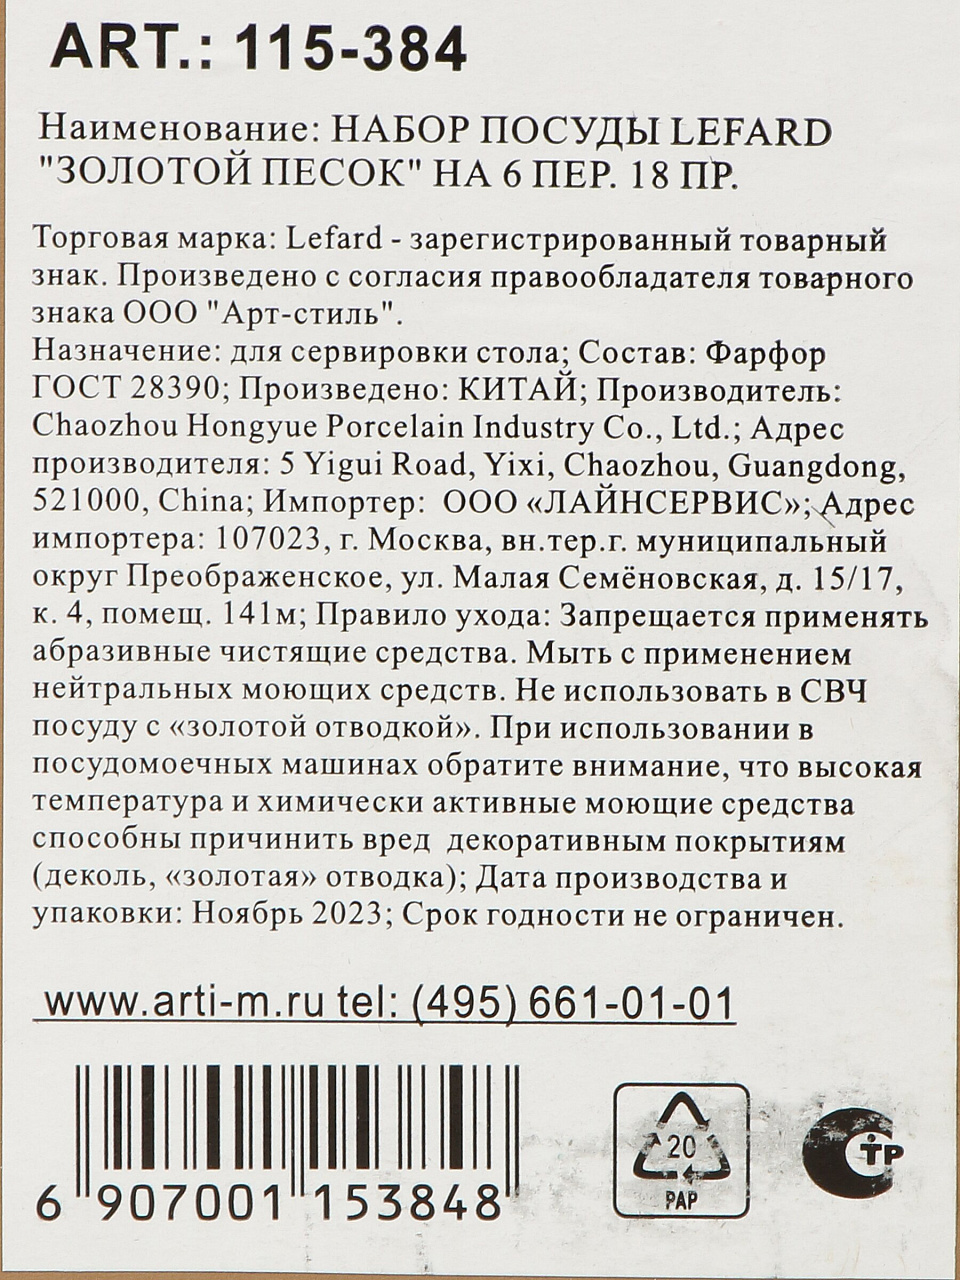 ART.: 115-384
Наименование: НАБОР ПОСУДЫ LEFARD
"ЗОЛОТОЙ ПЕСОК" НА 6 ПЕР. 18 ПР.
Торговая марка: Lefard - зарегистрированный товарный
знак. Произведено с согласия правообладателя товарного
знака ООО "Арт-стиль".
Назначение: для сервировки стола; Состав: Фарфор
ГОСТ 28390; Произведено: КИТАЙ; Производитель:
Chaozhou Hongyue Porcelain Industry Co., Ltd.; Адрес
производителя: 5 Yigui Road, Yixi, Chaozhou, Guangdong,
521000, China; Импортер: ООО «ЛАЙНСЕРВИС»; Адрес
импортера: 107023, г. Москва, вн.тер.г. муниципальный
округ Преображенское, ул. Малая Семёновская, д. 15/17,
к. 4, помещ. 141м; Правило ухода: Запрещается применять
абразивные чистящие средства. Мыть с применением
нейтральных моющих средств. Не использовать в СВЧ
посуду с «золотой отводкой». При использовании в
посудомоечных машинах обратите внимание, что высокая
температура и химически активные моющие средства
способны причинить вред декоративным покрытиям
(деколь, «золотая» отводка); Дата производства и
упаковки: Ноябрь 2023; Срок годности не ограничен.
www.arti-m.ru tel: (495) 661-01-01
6 907001 153848
20
PAP
СТР